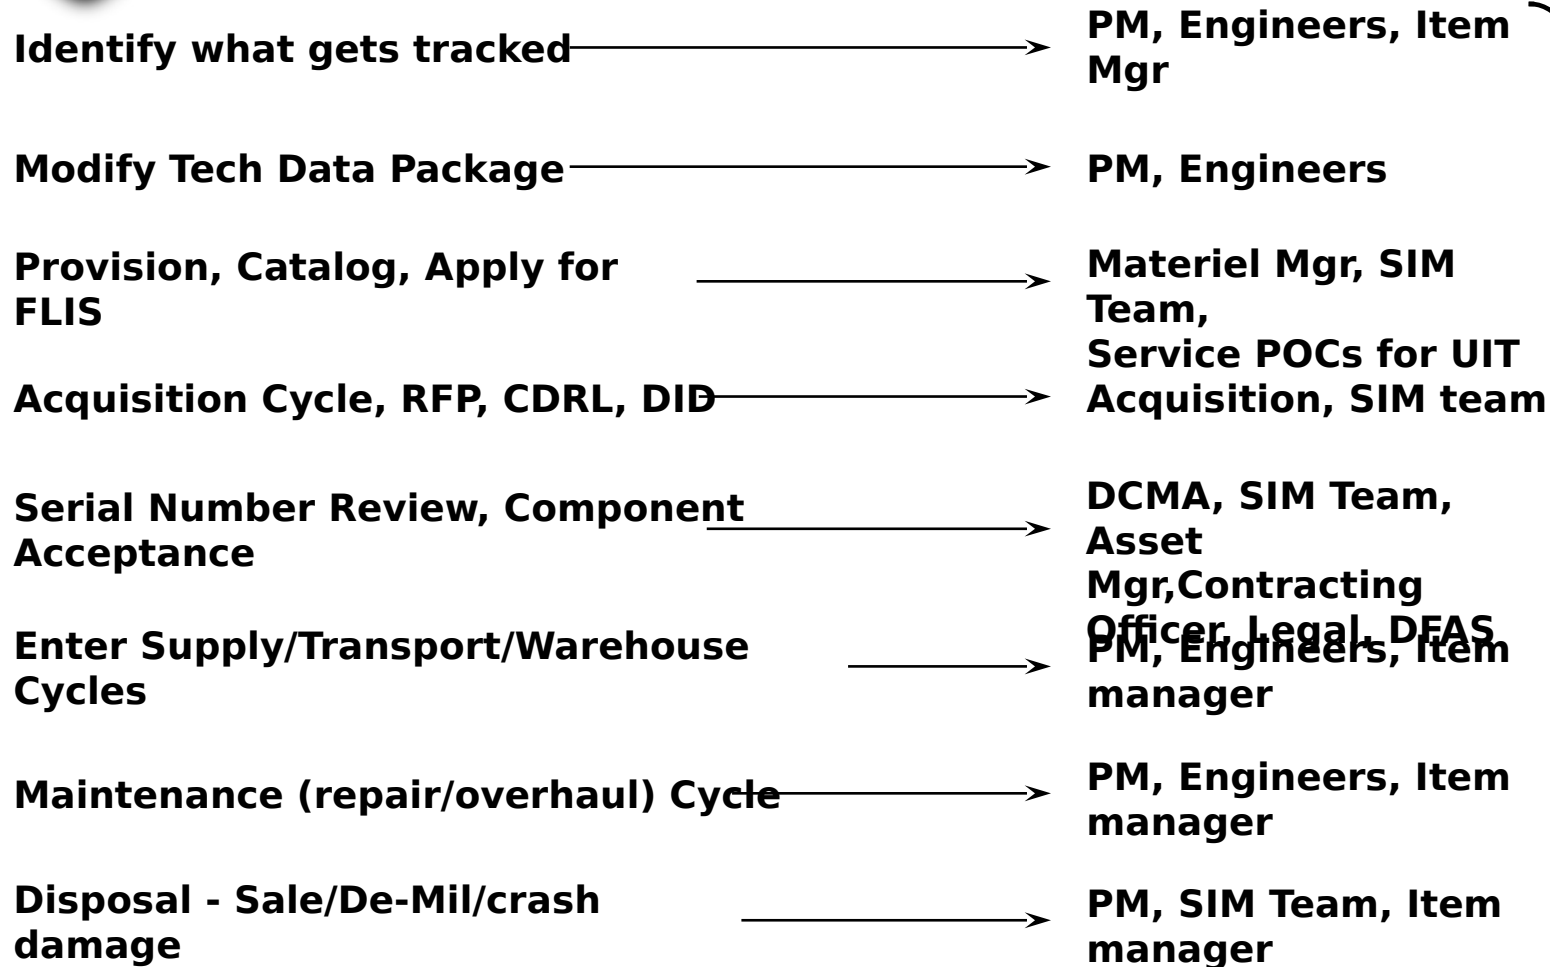 Identify what gets tracked
PM, Engineers, Item
Mgr
Modify Tech Data Package
PM, Engineers
Provision, Catalog, Apply for
FLIS
Materiel Mgr, SIM
Team,
Service POCs for UIT
Acquisition Cycle, RFP, CDRL, DID
Acquisition, SIM team
Serial Number Review, Component
Acceptance
DCMA, SIM Team,
Asset
Mgr,Contracting
Officer, Legal, DFAS
Enter Supply/Transport/Warehouse
Cycles
PM, Engineers, Item
manager
Maintenance (repair/overhaul) Cycle
PM, Engineers, Item
manager
Disposal - Sale/De-Mil/crash
damage
PM, SIM Team, Item
manager